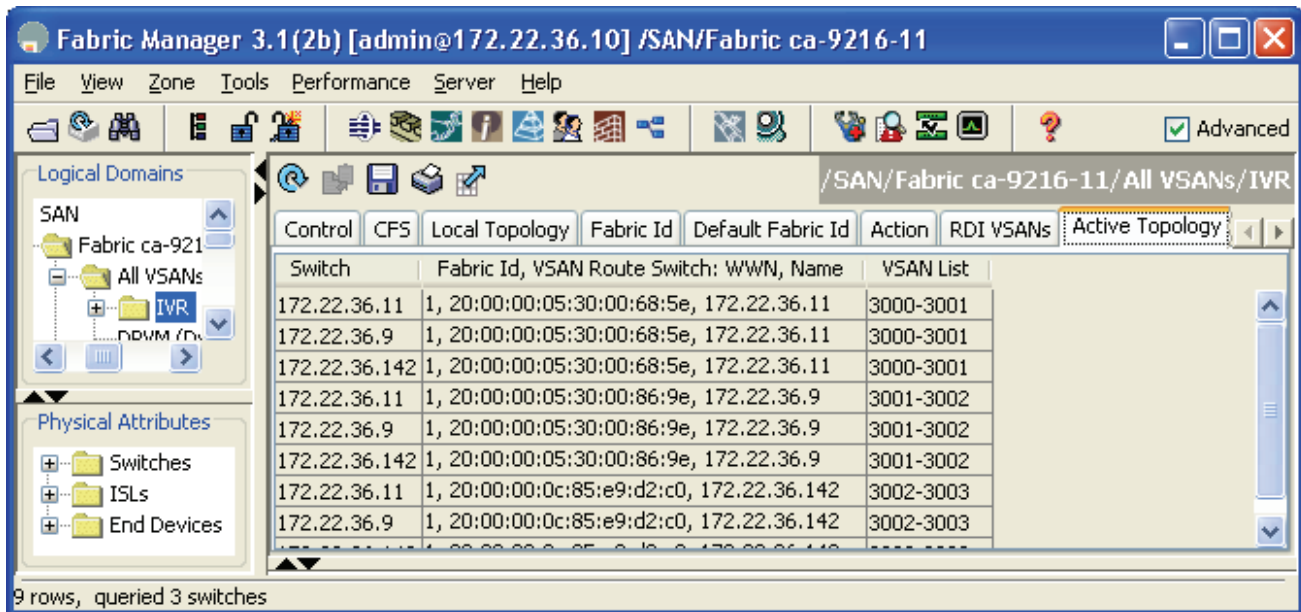 Fabric Manager 3.1(2b) [admin@172.22.36.10] /SAN/Fabric ca-9216-11
File View Zone Tools Performance Server Help
Advanced
Logical Domains
/SAN/Fabric ca-9216-11/All VSANs/IVR
SAN
Fabric ca-921
All VSANs
IVR
Control CFS Local Topology Fabric Id Default Fabric Id Action RDI VSANs Active Topology
Switch Fabric Id, VSAN Route Switch: WWN, Name VSAN List
172.22.36.11 1, 20:00:00:05:30:00:68:5e, 172.22.36.11 3000-3001
172.22.36.9 1, 20:00:00:05:30:00:68:5e, 172.22.36.11 3000-3001
172.22.36.142 1, 20:00:00:05:30:00:68:5e, 172.22.36.11 3000-3001
172.22.36.11 1, 20:00:00:05:30:00:86:9e, 172.22.36.9 3001-3002
172.22.36.9 1, 20:00:00:05:30:00:86:9e, 172.22.36.9 3001-3002
172.22.36.142 1, 20:00:00:05:30:00:86:9e, 172.22.36.9 3001-3002
172.22.36.11 1, 20:00:00:0c:85:e9:d2:c0, 172.22.36.142 3002-3003
172.22.36.9 1, 20:00:00:0c:85:e9:d2:c0, 172.22.36.142 3002-3003
Physical Attributes
Switches
ISLs
End Devices
9 rows, queried 3 switches